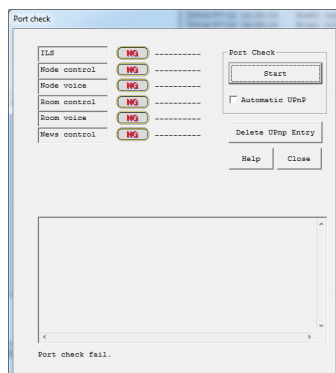 Port check
ILS NG ----------
Node control NG ----------
Node voice NG ----------
Room control NG ----------
Room voice NG ----------
News control NG ----------
Port Check
Start
Automatic UPnP
Delete UPnp Entry
Help Close
Port check fail.